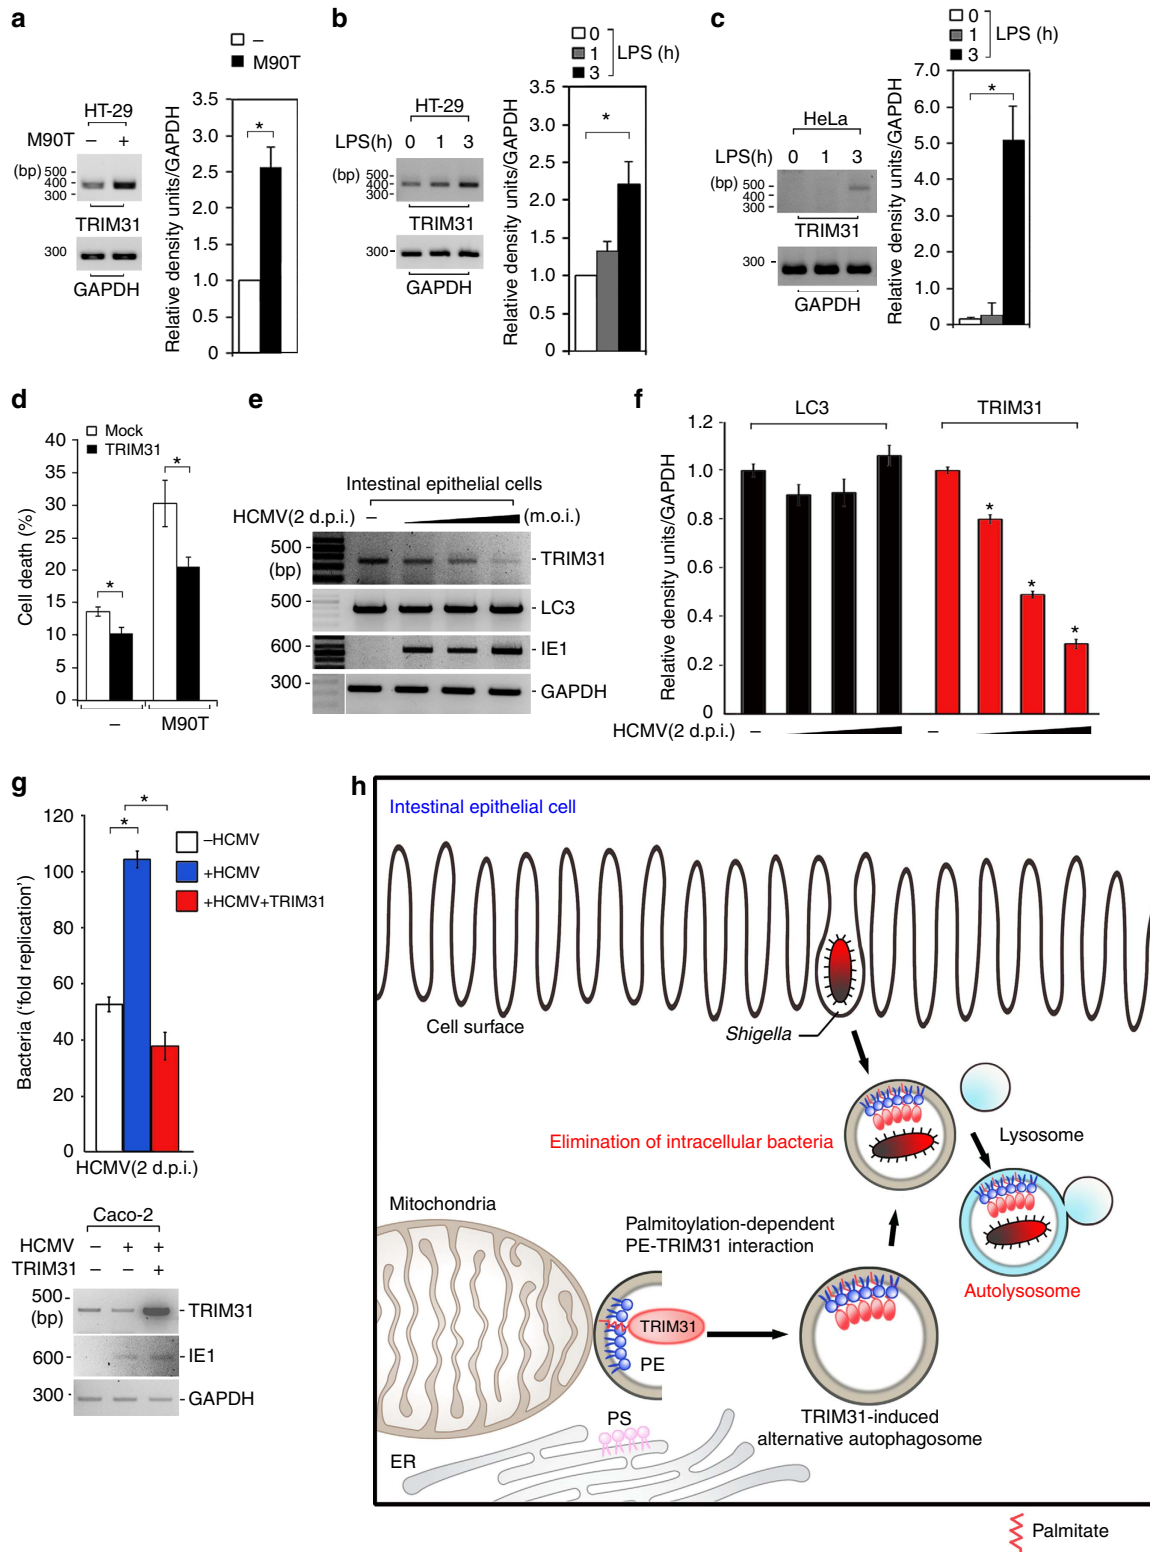 a
–
M90T
HT-29
M90T – +
(bp)
500
400
300
TRIM31
300
GAPDH
Relative density units/GAPDH
3.5
3.0
2.5
2.0
1.5
1.0
0.5
0
*
b
0
1
3
LPS (h)
HT-29
LPS(h) 0 1 3
(bp)
500
400
300
TRIM31
300
GAPDH
Relative density units/GAPDH
3.5
3.0
2.5
2.0
1.5
1.0
0.5
0
*
c
0
1
3
LPS (h)
HeLa
LPS(h) 0 1 3
(bp)
500
400
300
TRIM31
300
GAPDH
Relative density units/GAPDH
7.0
6.0
5.0
4.0
3.0
2.0
1.0
0
*
d
Mock
TRIM31
Cell death (%)
40
35
30
25
20
15
10
5
0
*
*
– M90T
e
Intestinal epithelial cells
HCMV(2 d.p.i.) – (m.o.i.)
500
(bp)
TRIM31
500
LC3
600
IE1
300
GAPDH
f
LC3 TRIM31
Relative density units/GAPDH
1.2
1.0
0.8
0.6
0.4
0.2
0
*
*
*
HCMV(2 d.p.i.) – –
g
Bacteria ('fold replication')
120
100
80
60
40
20
0
*
*
–HCMV
+HCMV
+HCMV+TRIM31
HCMV(2 d.p.i.)
Caco-2
HCMV – + +
TRIM31 – – +
500
(bp)
TRIM31
600
IE1
300
GAPDH
h
Intestinal epithelial cell
Cell surface
Shigella
Elimination of intracellular bacteria
Lysosome
Mitochondria
Palmitoylation-dependent
PE-TRIM31 interaction
Autolysosome
TRIM31
PE
PS
TRIM31-induced
alternative autophagosome
ER
Palmitate